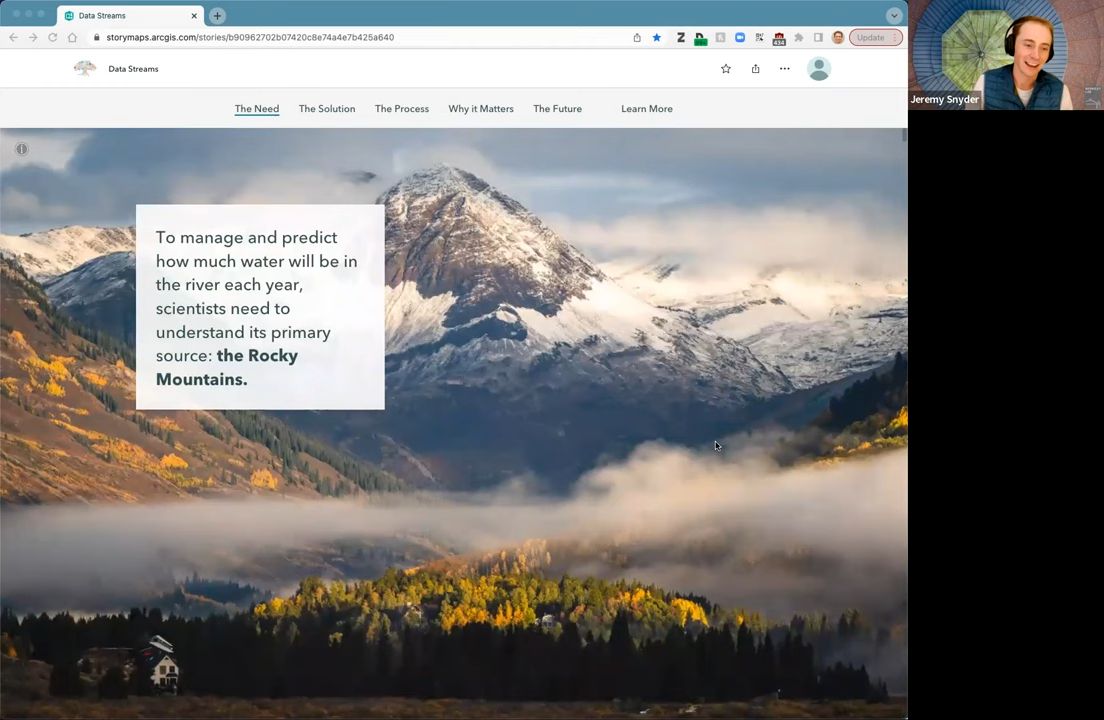 Data Streams
storymaps.arcgis.com/stories/b90962702b07420c8e74a4e7b425a640
Update
Data Streams
The Need
The Solution
The Process
Why it Matters
The Future
Learn More
To manage and predict
how much water will be in
the river each year,
scientists need to
understand its primary
source: the Rocky
Mountains.
Jeremy Snyder